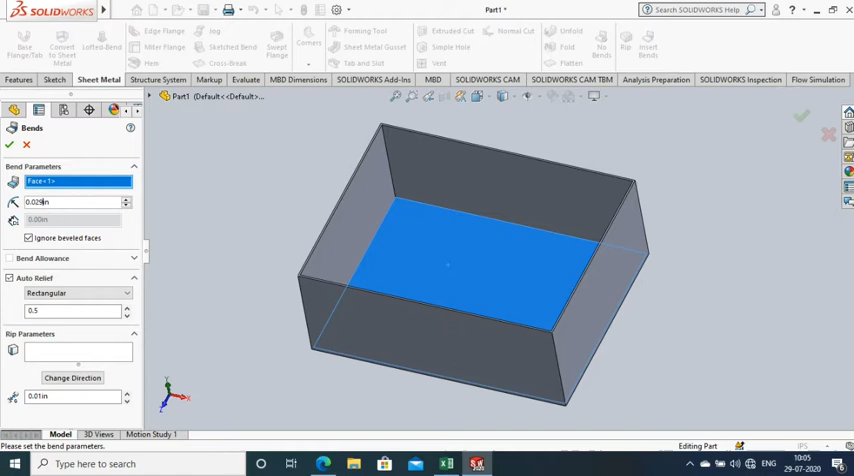 SOLIDWORKS
Part1 *
Search SOLIDWORKS Help
Base Flange/Tab
Convert to Sheet Metal
Lofted-Bend
Edge Flange
Miter Flange
Hem
Jog
Sketched Bend
Cross-Break
Swept Flange
Corners
Forming Tool
Sheet Metal Gusset
Tab and Slot
Extruded Cut
Simple Hole
Vent
Normal Cut
Unfold
Fold
Flatten
No Bends
Rip
Insert Bends
Features
Sketch
Sheet Metal
Structure System
Markup
Evaluate
MBD Dimensions
SOLIDWORKS Add-Ins
MBD
SOLIDWORKS CAM
SOLIDWORKS CAM TBM
Analysis Preparation
SOLIDWORKS Inspection
Flow Simulation
Part1 (Default<<Default>...
Bends
Bend Parameters
Face<1>
0.029in
0.00in
Ignore beveled faces
Bend Allowance
Auto Relief
Rectangular
0.5
Rip Parameters
Change Direction
0.01in
Y
X
Z
Model
3D Views
Motion Study 1
Please set the bend parameters.
Editing Part
IPS
Type here to search
ENG
10:05
29-07-2020